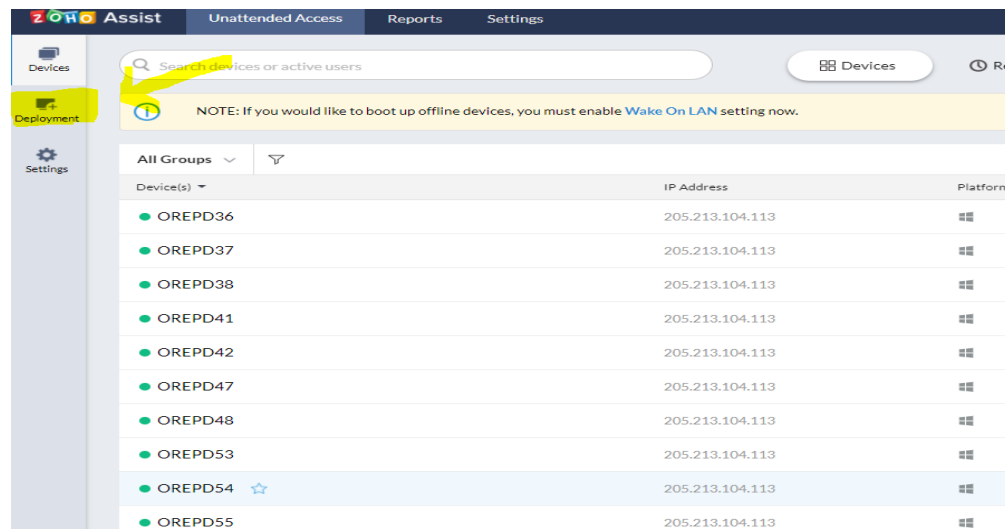 ZOHO Assist Unattended Access Reports Settings
Devices
Search devices or active users
Devices
Deployment
NOTE: If you would like to boot up offline devices, you must enable Wake On LAN setting now.
Settings
All Groups
Device(s) IP Address Platforn
OREPD36 205.213.104.113
OREPD37 205.213.104.113
OREPD38 205.213.104.113
OREPD41 205.213.104.113
OREPD42 205.213.104.113
OREPD47 205.213.104.113
OREPD48 205.213.104.113
OREPD53 205.213.104.113
OREPD54 205.213.104.113
OREPD55 205.213.104.113